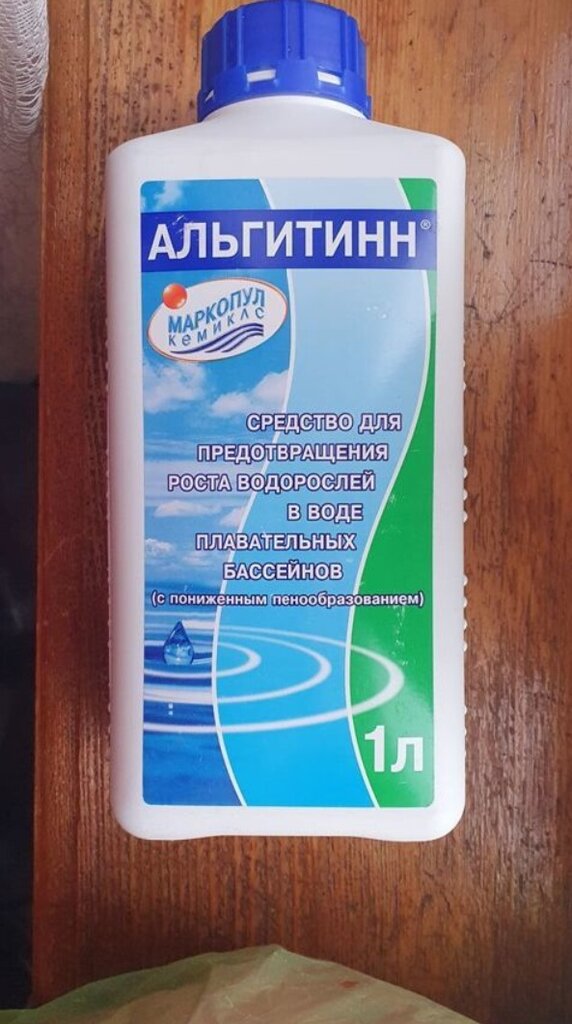 АЛЬГИТИНН®
МАРКОПУЛ
Кемиклс
СРЕДСТВО ДЛЯ
ПРЕДОТВРАЩЕНИЯ
РОСТА ВОДОРОСЛЕЙ
В ВОДЕ
ПЛАВАТЕЛЬНЫХ
БАССЕЙНОВ
(с пониженным пенообразованием)
1л